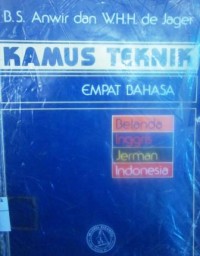 B.S. Anwir dan W.H.H. de Jager
KAMUS TEKNIK
EMPAT BAHASA
Belanda
Inggris
Jerman
Indonesia